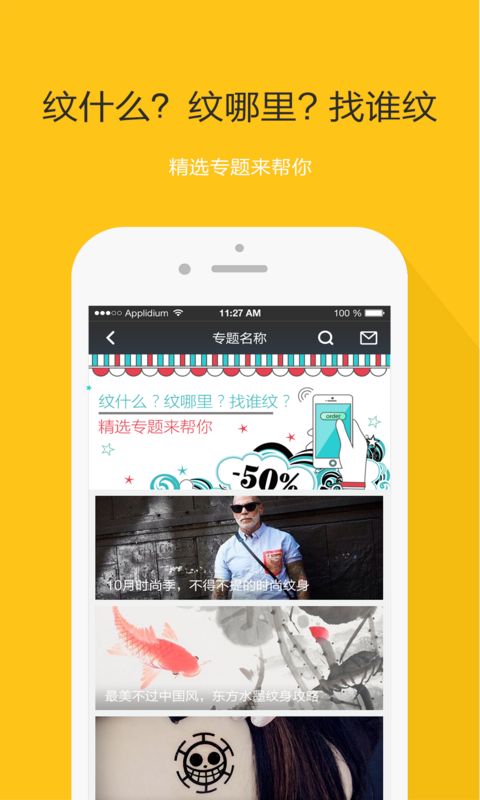 纹什么？纹哪里？找谁纹
精选专题来帮你
Applidium
11:27 AM
100 %
专题名称
纹什么？纹哪里？找谁纹？
精选专题来帮你
order
-50%
10月时尚季，不得不提的时尚纹身
最美不过中国风，东方水墨纹身攻略